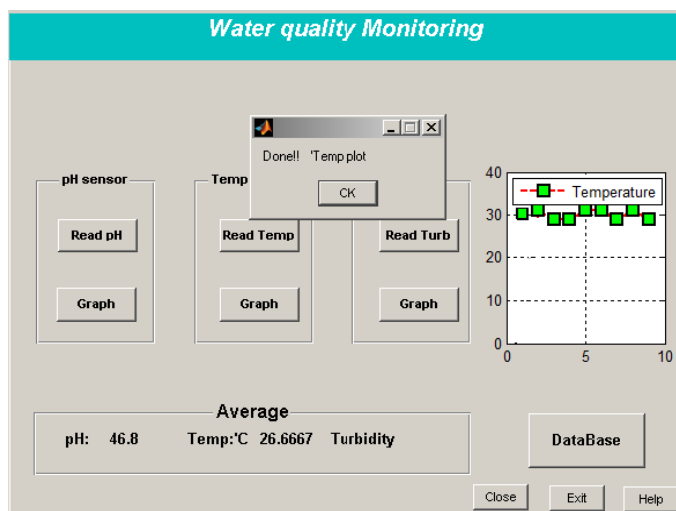 Water quality Monitoring
Done!! 'Temp plot
CK
pH sensor
Temp
Read pH
Read Temp
Read Turb
Graph
Graph
Graph
Temperature
40
30
20
10
0
0 5 10
Average
pH: 46.8 Temp:'C 26.6667 Turbidity
DataBase
Close
Exit
Help